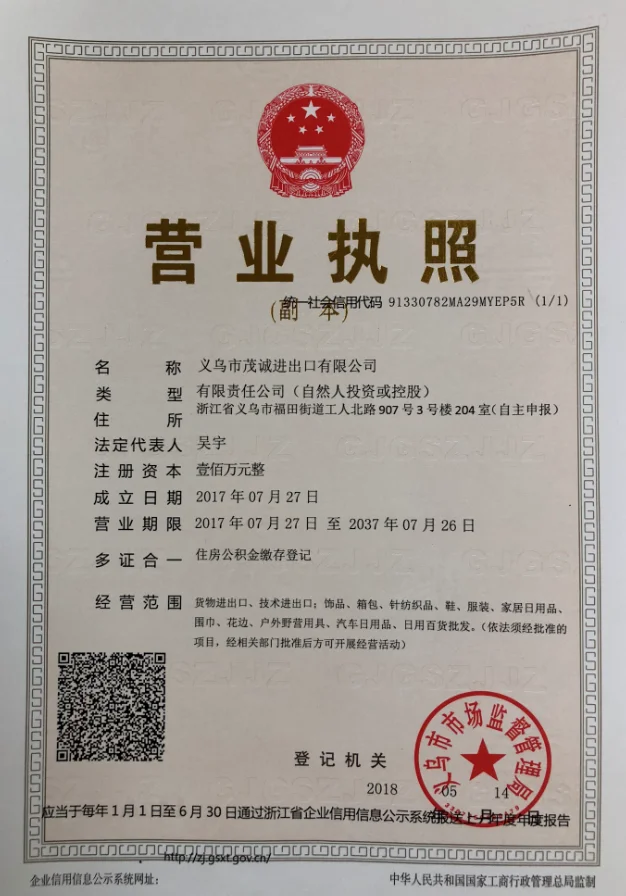 营业执照
(副 本)
统一社会信用代码 91330782MA29MYEP5R (1/1)
名称 义乌市茂诚进出口有限公司
类型 有限责任公司（自然人投资或控股）
住所 浙江省义乌市福田街道工人北路907号3号楼204室(自主申报)
法定代表人 吴宇
注册资本 壹佰万元整
成立日期 2017年07月27日
营业期限 2017年07月27日 至 2037年07月26日
多证合一 住房公积金缴存登记
经营范围 货物进出口、技术进出口；饰品、箱包、针纺织品、鞋、服装、家居日用品、
围巾、花边、户外野营用具、汽车日用品、日用百货批发。（依法须经批准的
项目，经相关部门批准后方可开展经营活动）
登记机关
义乌市市场监督管理局
2018 05 14
年 月 日
应当于每年1月1日至6月30日通过浙江省企业信用信息公示系统报送上一年度年度报告
http://zj.gsxt.gov.cn/
企业信用信息公示系统网址：
中华人民共和国国家工商行政管理总局监制